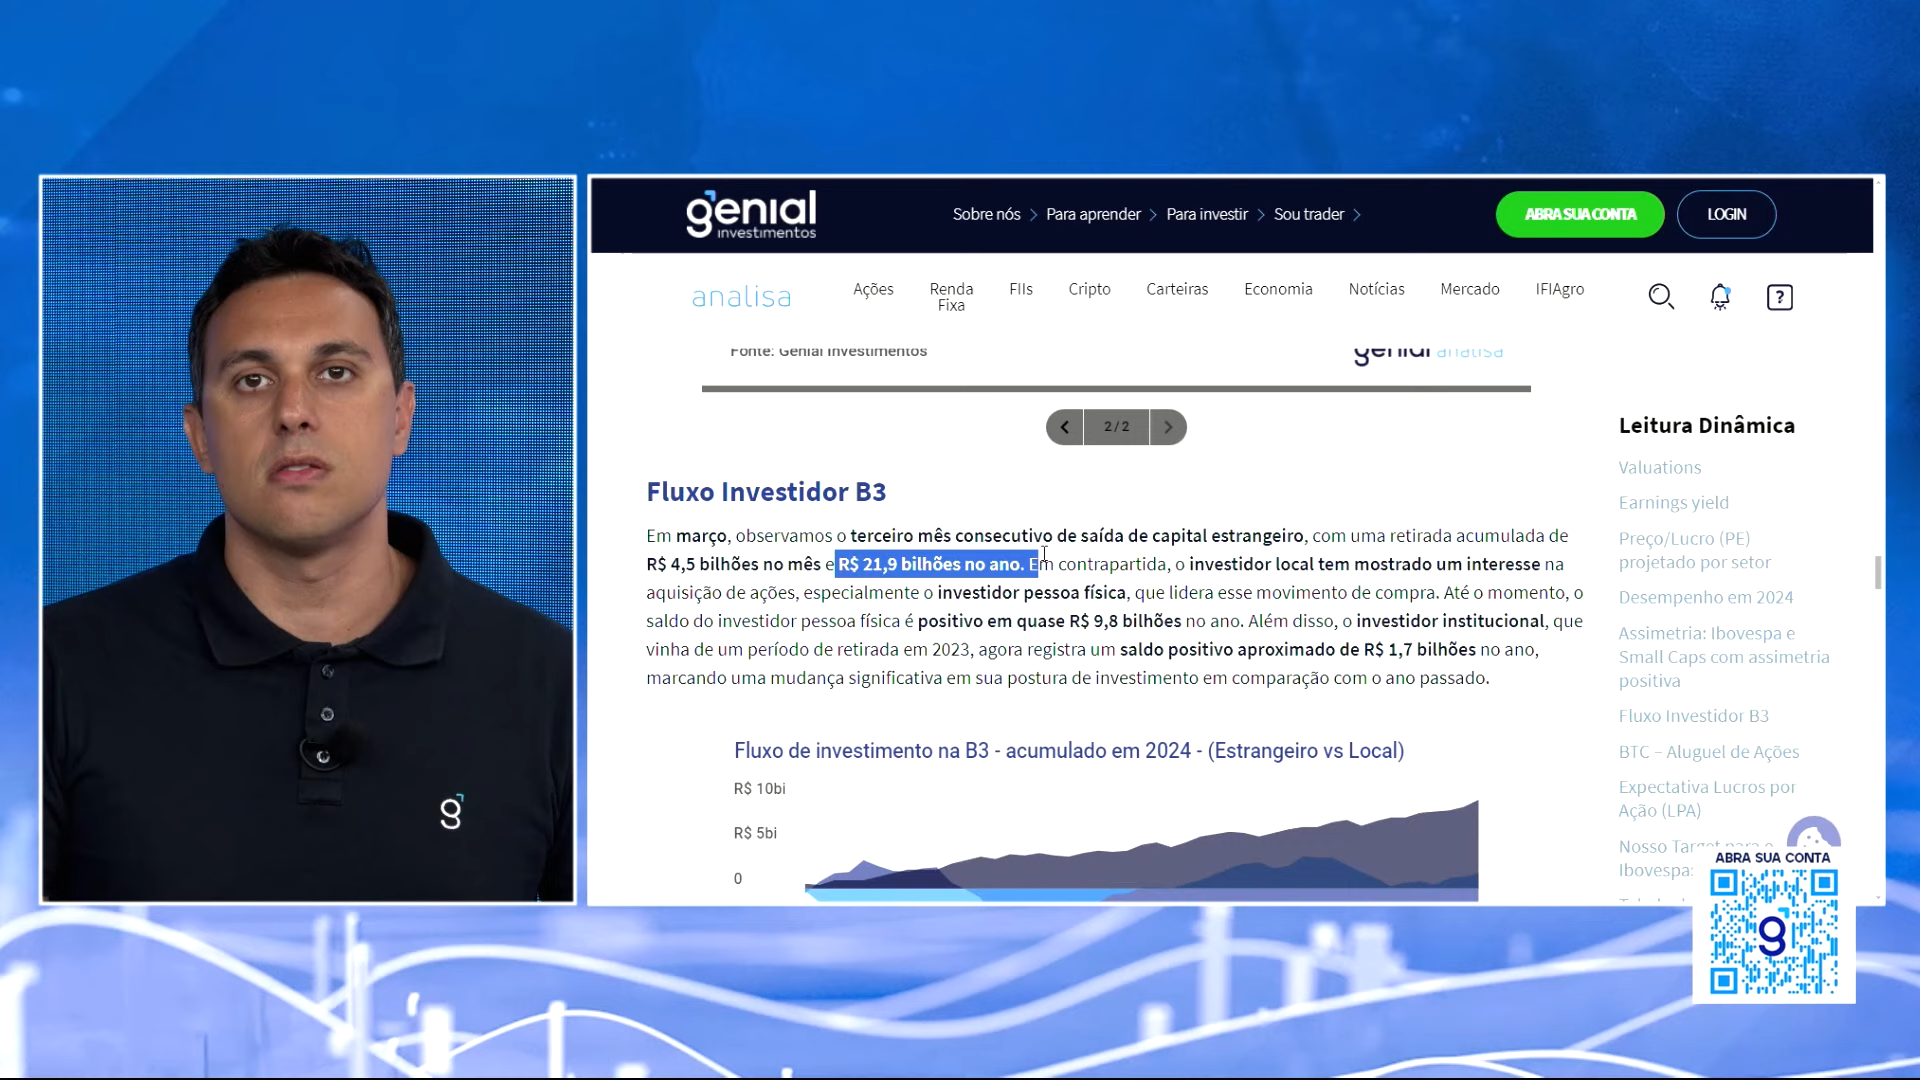 genial
investimentos
Sobre nós
Para aprender
Para investir
Sou trader
ABRA SUA CONTA
LOGIN
analisa
Ações
Renda
Fixa
FIIs
Cripto
Carteiras
Economia
Notícias
Mercado
IFIAgro
?
Fonte: Genial Investimentos
genial analisa
2/2
Fluxo Investidor B3
Em março, observamos o terceiro mês consecutivo de saída de capital estrangeiro, com uma retirada acumulada de
R$ 4,5 bilhões no mês e R$ 21,9 bilhões no ano. Em contrapartida, o investidor local tem mostrado um interesse na
aquisição de ações, especialmente o investidor pessoa física, que lidera esse movimento de compra. Até o momento, o
saldo do investidor pessoa física é positivo em quase R$ 9,8 bilhões no ano. Além disso, o investidor institucional, que
vinha de um período de retirada em 2023, agora registra um saldo positivo aproximado de R$ 1,7 bilhões no ano,
marcando uma mudança significativa em sua postura de investimento em comparação com o ano passado.
Fluxo de investimento na B3 - acumulado em 2024 - (Estrangeiro vs Local)
R$ 10bi
R$ 5bi
0
Leitura Dinâmica
Valuations
Earnings yield
Preço/Lucro (PE)
projetado por setor
Desempenho em 2024
Assimetria: Ibovespa e
Small Caps com assimetria
positiva
Fluxo Investidor B3
BTC – Aluguel de Ações
Expectativa Lucros por
Ação (LPA)
Nosso Target para o
Ibovespa:
ABRA SUA CONTA
g
g